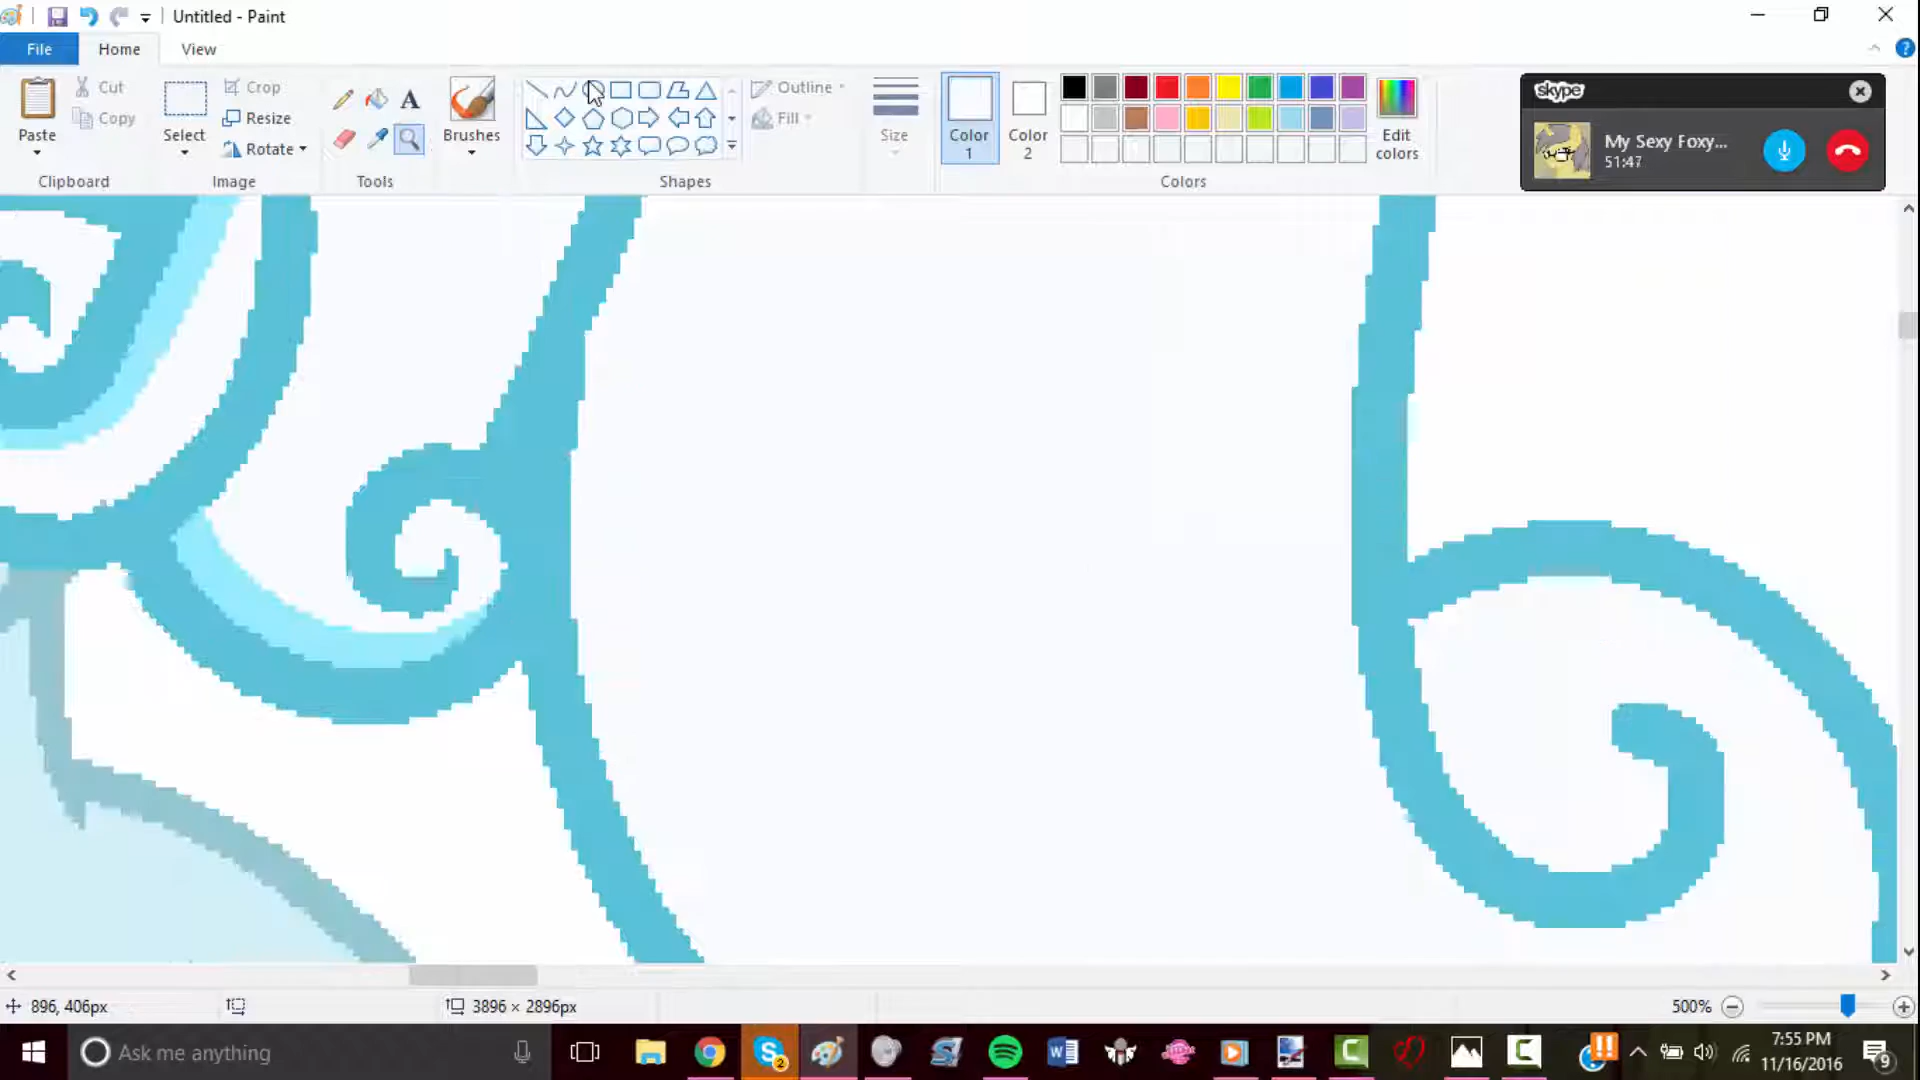 Untitled - Paint
File Home View
Paste Cut Copy Clipboard
Select Crop Resize Rotate Image
Tools
Brushes
Shapes
Outline Fill
Size
Color 1
Color 2
Edit colors
Colors
skype
My Sexy Foxy...
51:47
896, 406px
3896 × 2896px
500%
Ask me anything
2
7:55 PM
11/16/2016
9